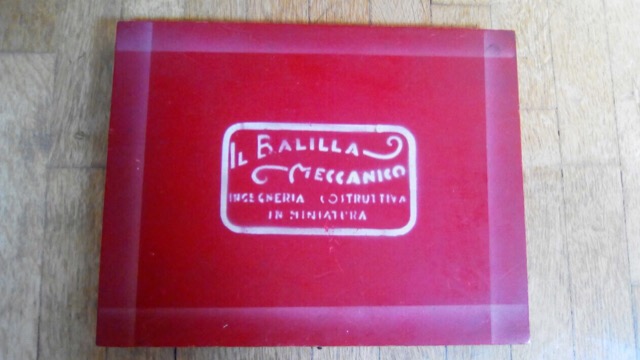 IL BALILLA
MECCANICO
INGEGNERIA COSTRUTTIVA
IN MINIATURA